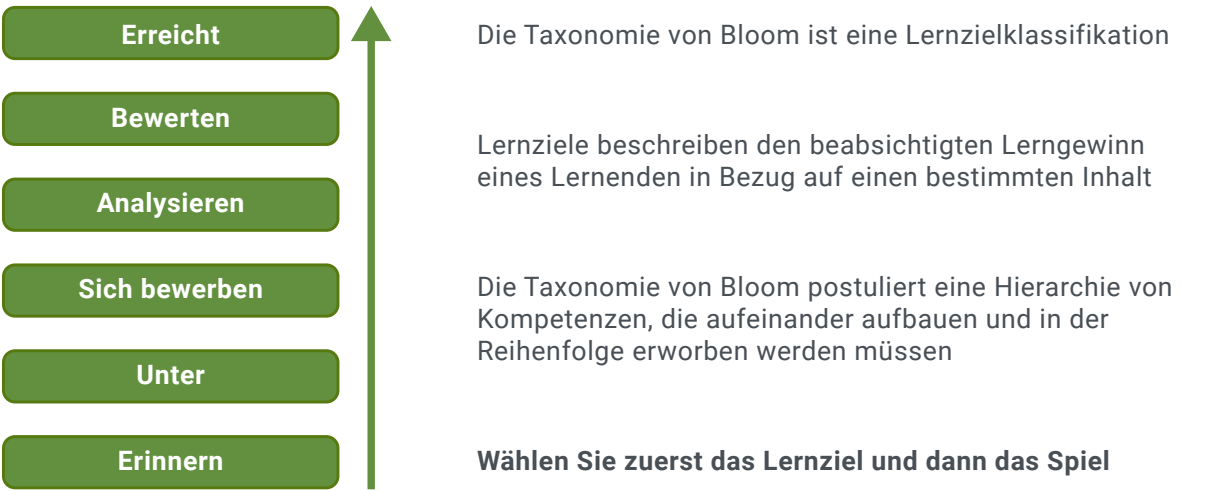 Erreicht
Bewerten
Analysieren
Sich bewerben
Unter
Erinnern
Die Taxonomie von Bloom ist eine Lernzielklassifikation
Lernziele beschreiben den beabsichtigten Lerngewinn
eines Lernenden in Bezug auf einen bestimmten Inhalt
Die Taxonomie von Bloom postuliert eine Hierarchie von
Kompetenzen, die aufeinander aufbauen und in der
Reihenfolge erworben werden müssen
Wählen Sie zuerst das Lernziel und dann das Spiel